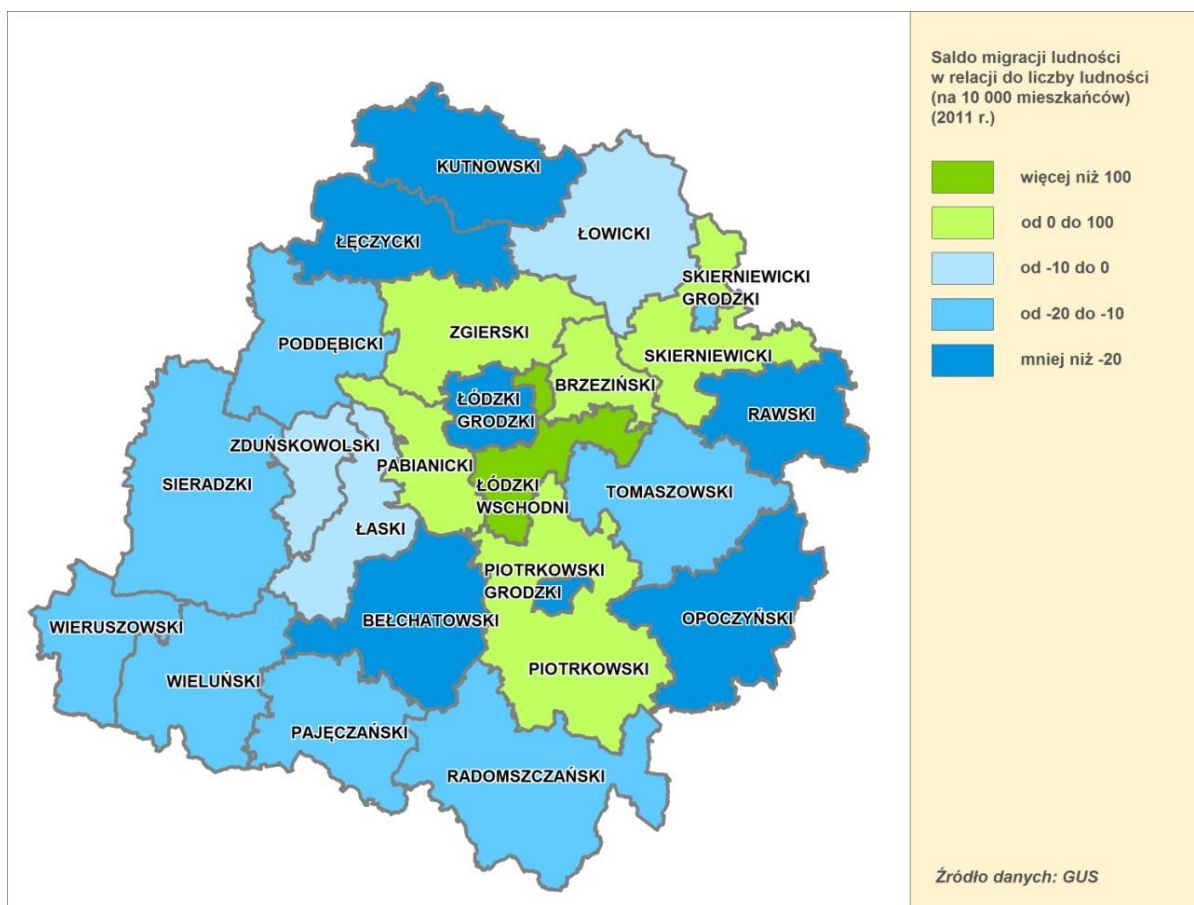 Saldo migracji ludności
w relacji do liczby ludności
(na 10 000 mieszkańców)
(2011 r.)
więcej niż 100
od 0 do 100
od -10 do 0
od -20 do -10
mniej niż -20
Źródło danych: GUS
KUTNOWSKI
ŁĘCZYCKI
ŁOWICKI
SKIERNIEWICKI
GRODZKI
PODDĘBICKI
ZGIERSKI
SKIERNIEWICKI
BRZEZIŃSKI
ŁÓDZKI
GRODZKI
RAWSKI
ZDUŃSKOWOLSKI
SIERADZKI
PABIANICKI
ŁÓDZKI
WSCHODNI
TOMASZOWSKI
ŁASKI
PIOTRKOWSKI
GRODZKI
BEŁCHATOWSKI
OPOCZYŃSKI
WIERUSZOWSKI
WIELUŃSKI
PIOTRKOWSKI
PAJĘCZAŃSKI
RADOMSZCZAŃSKI